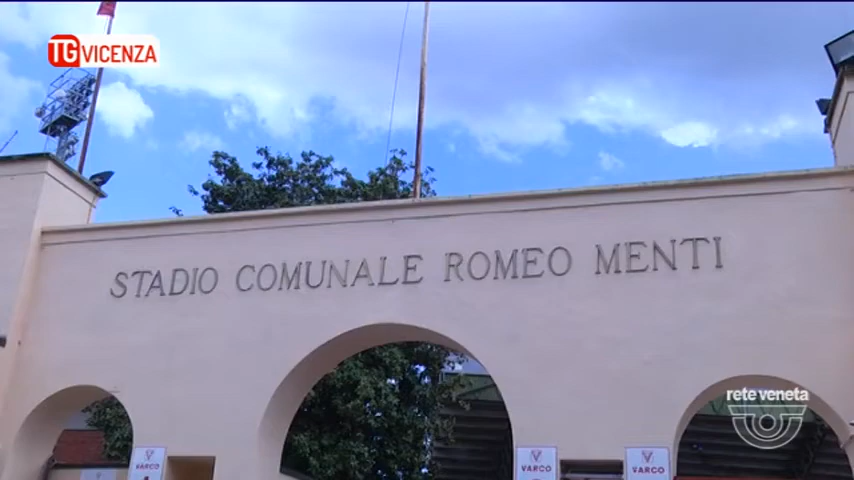 TG VICENZA
STADIO COMUNALE ROMEO MENTI
rete veneta
VARCO
VARCO
VARCO